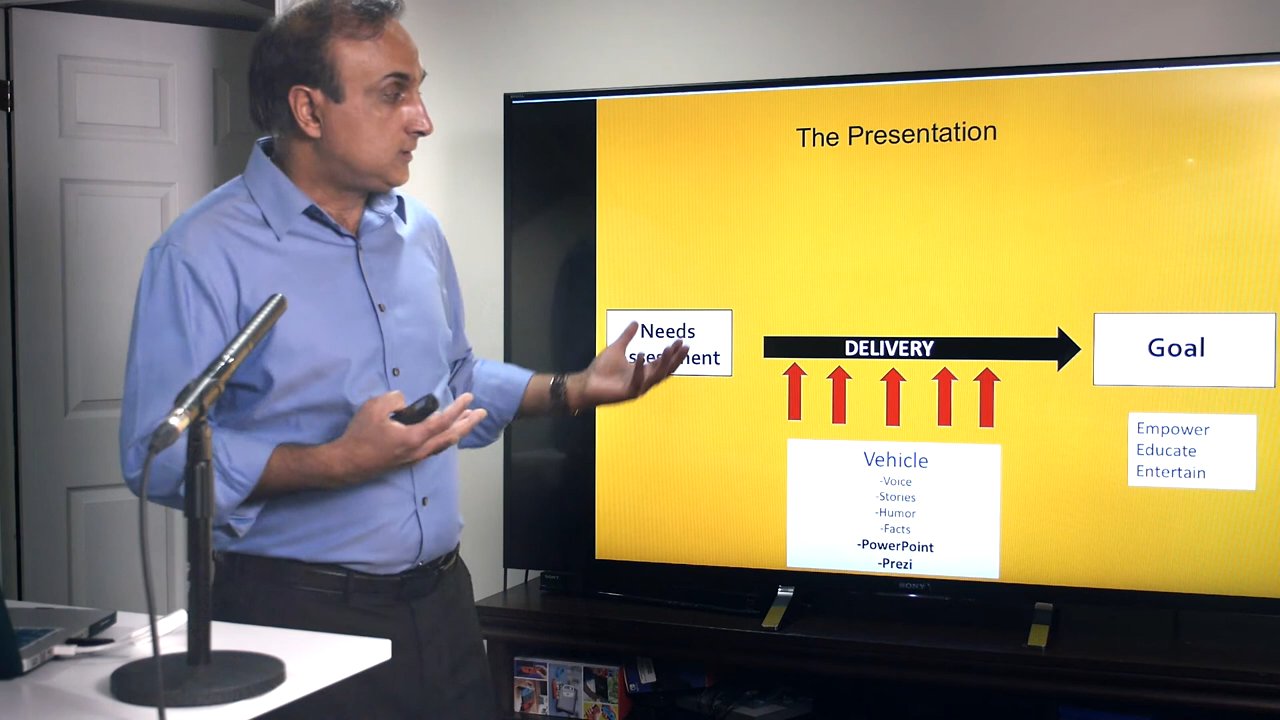 The Presentation
Needs
DELIVERY
Goal
Empower
Educate
Entertain
Vehicle
-Voice
-Stories
-Humor
-Facts
-PowerPoint
-Prezi
SONY